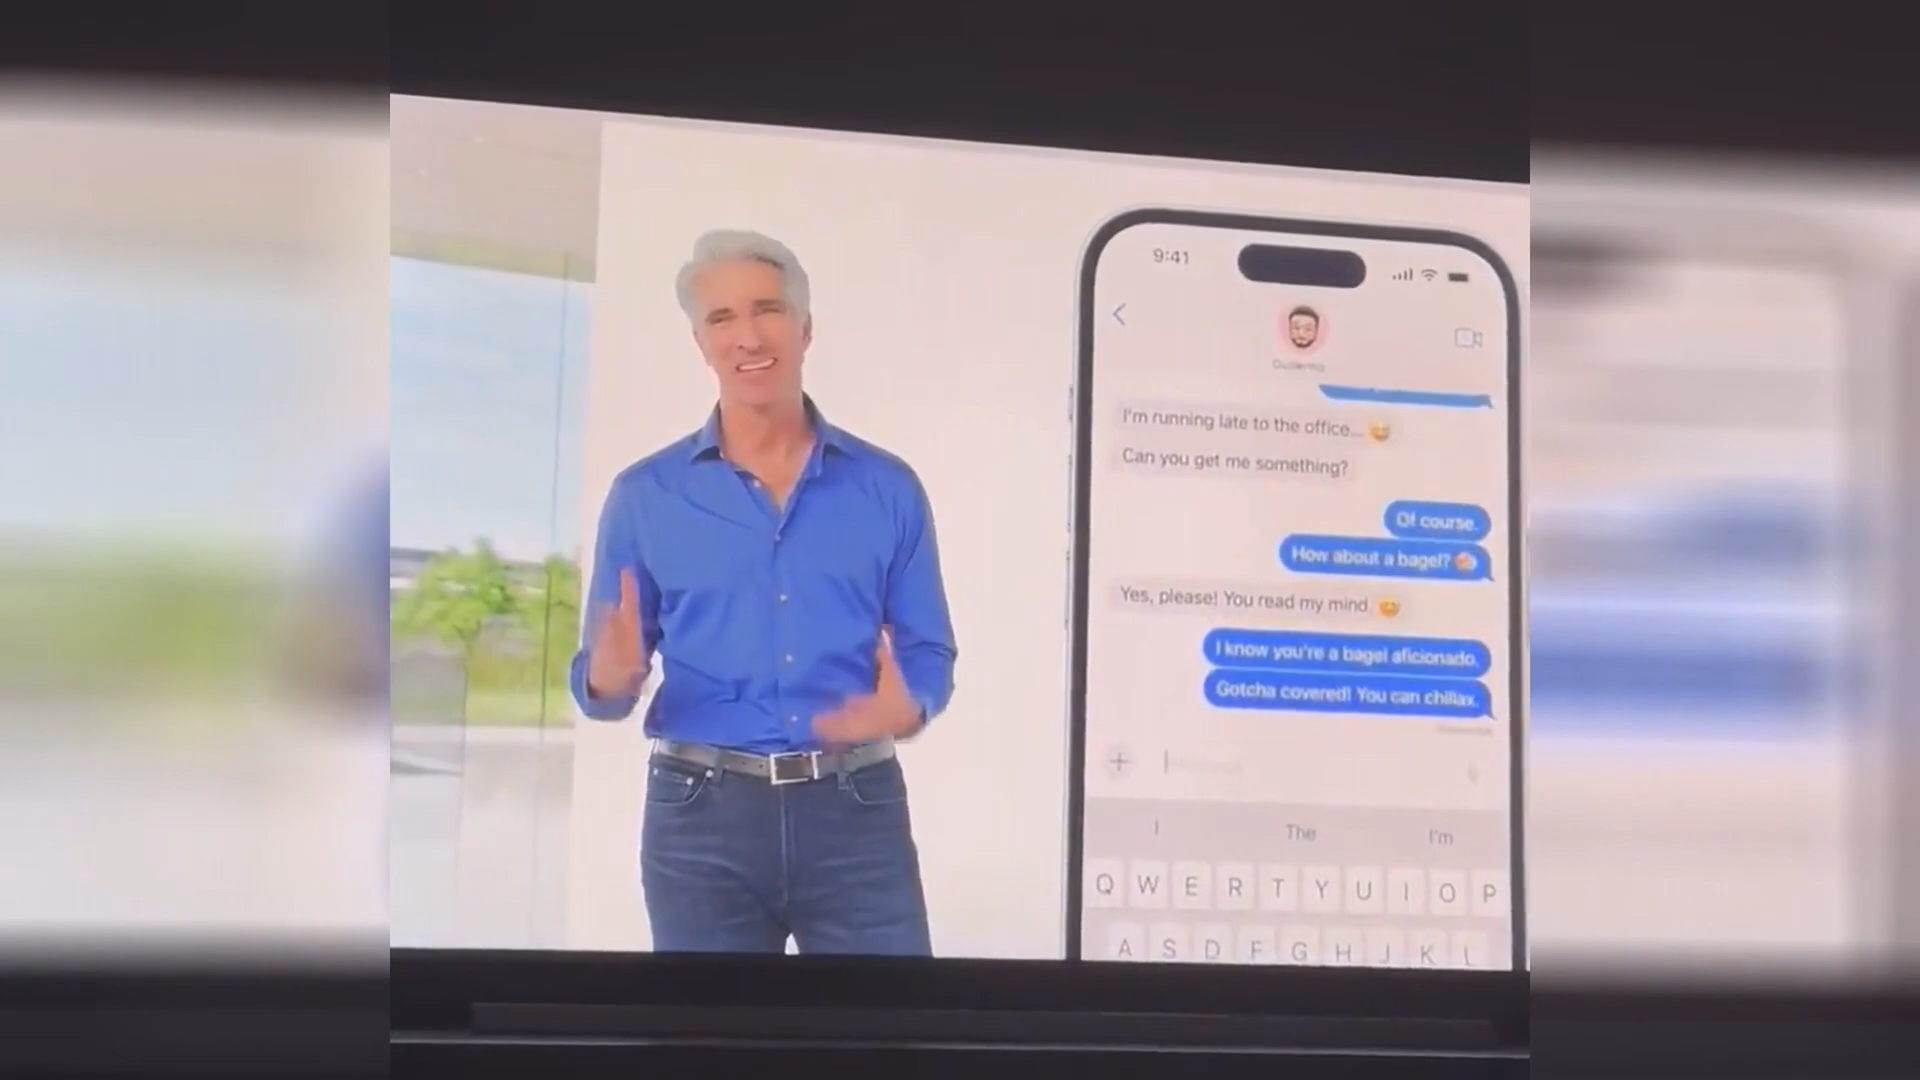 9:41
I'm running late to the office...
Can you get me something?
Of course.
How about a bagel?
Yes, please! You read my mind
I know you're a bagel aficionado.
Gotcha covered! You can chillax.
I The I'm
Q W E R T Y U I O P
A S D F G H J K L